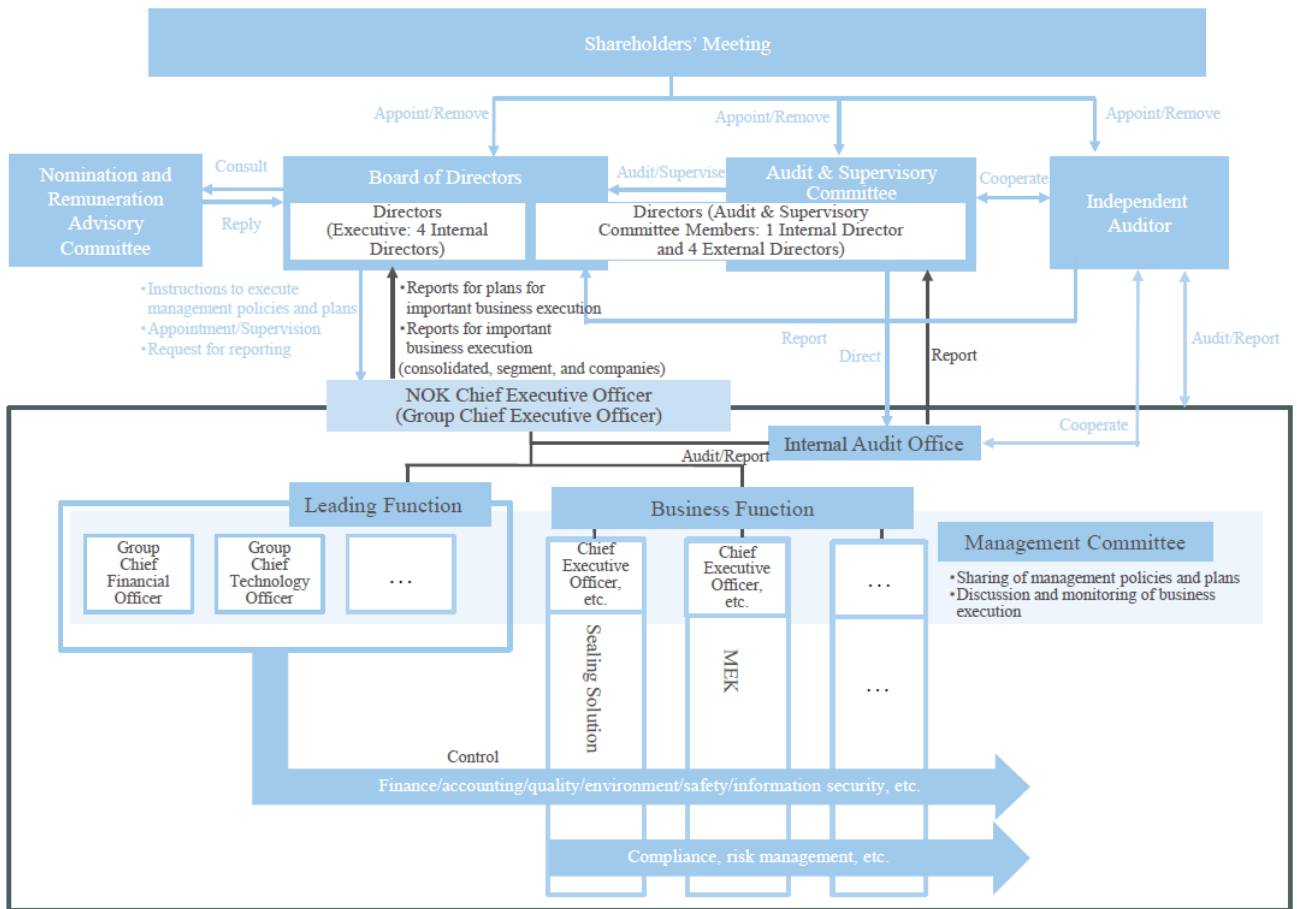 Shareholders' Meeting
Appoint/Remove
Appoint/Remove
Appoint/Remove
Nomination and
Remuneration
Advisory
Committee
Consult
Reply
Board of Directors
Directors
(Executive: 4 Internal
Directors)
Audit/Supervise
Audit & Supervisory
Committee
Directors (Audit & Supervisory
Committee Members: 1 Internal Director
and 4 External Directors)
Cooperate
Independent
Auditor
•Instructions to execute
management policies and plans
•Appointment/Supervision
•Request for reporting
•Reports for plans for
important business execution
•Reports for important
business execution
(consolidated, segment, and companies)
Report
Direct
Report
Audit/Report
NOK Chief Executive Officer
(Group Chief Executive Officer)
Internal Audit Office
Cooperate
Audit/Report
Leading Function
Business Function
Group
Chief
Financial
Officer
Group
Chief
Technology
Officer
...
Chief
Executive
Officer,
etc.
Chief
Executive
Officer,
etc.
...
Management Committee
•Sharing of management policies and plans
•Discussion and monitoring of business
execution
Sealing Solution
MEK
...
Control
Finance/accounting/quality/environment/safety/information security, etc.
Compliance, risk management, etc.